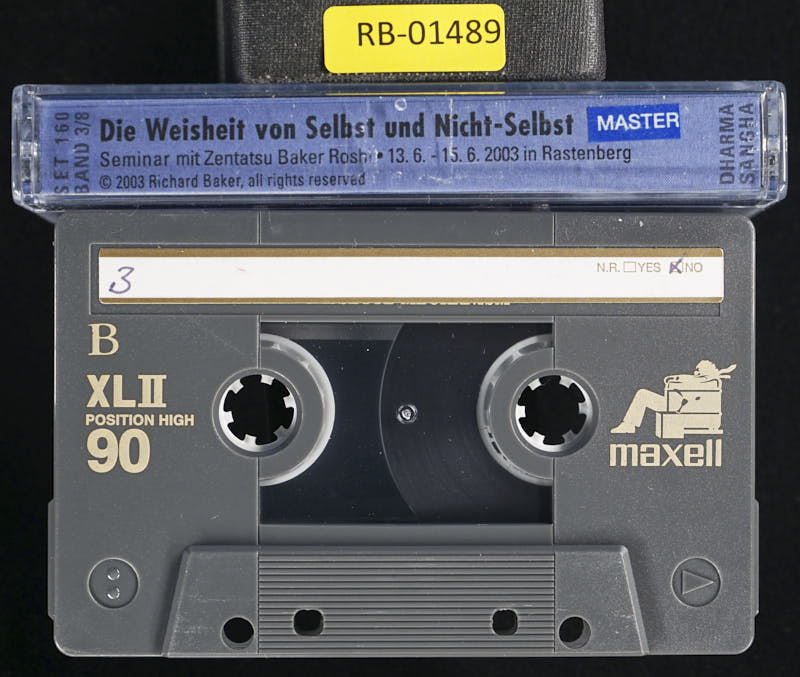 RB-01489
SET 160
BAND 3/8
Die Weisheit von Selbst und Nicht-Selbst MASTER
Seminar mit Zentatsu Baker Roshi • 13. 6. - 15. 6. 2003 in Rastenberg
© 2003 Richard Baker, all rights reserved
DHARMA
SANGHA
3
N.R. YES NO
B
XLII
POSITION HIGH
90
maxell